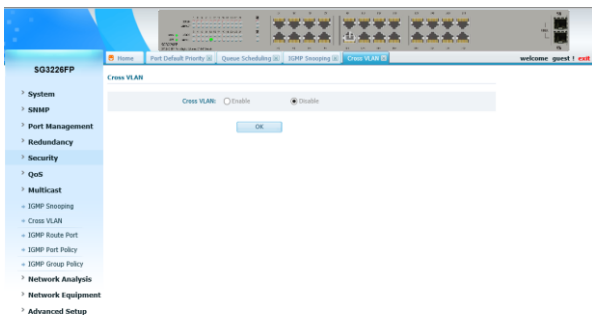 Home Port Default Priority Queue Scheduling IGMP Snooping Cross VLAN welcome guest ! exit
SG3226FP
Cross VLAN
Cross VLAN: Enable Disable
OK
System
SNMP
Port Management
Redundancy
Security
QoS
Multicast
IGMP Snooping
Cross VLAN
IGMP Route Port
IGMP Port Policy
IGMP Group Policy
Network Analysis
Network Equipment
Advanced Setup